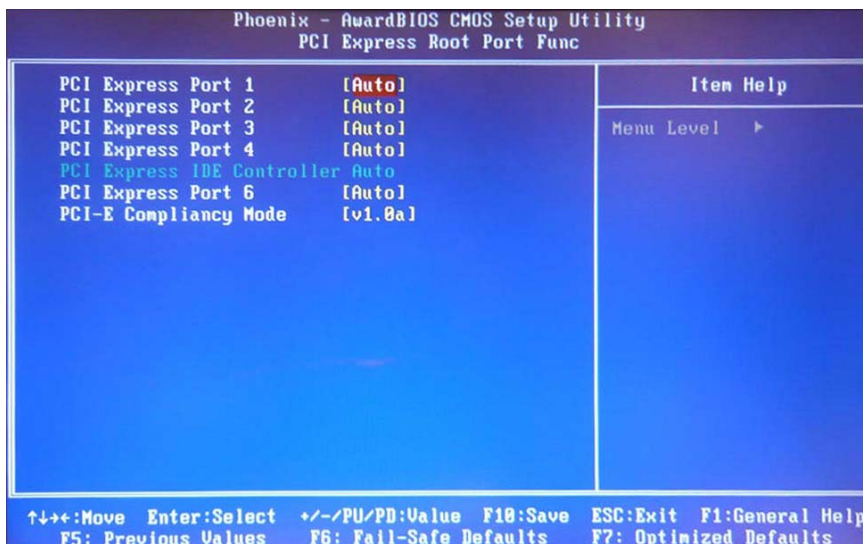 Phoenix - AwardBIOS CMOS Setup Utility
PCI Express Root Port Func
PCI Express Port 1 [Auto]
PCI Express Port 2 [Auto]
PCI Express Port 3 [Auto]
PCI Express Port 4 [Auto]
PCI Express IDE Controller Auto
PCI Express Port 6 [Auto]
PCI-E Compliancy Mode [v1.0a]
Item Help
Menu Level ▶
↑↓→←:Move Enter:Select +/-/PU/PD:Value F10:Save ESC:Exit F1:General Help
F5: Previous Values F6: Fail-Safe Defaults F7: Optimized Defaults